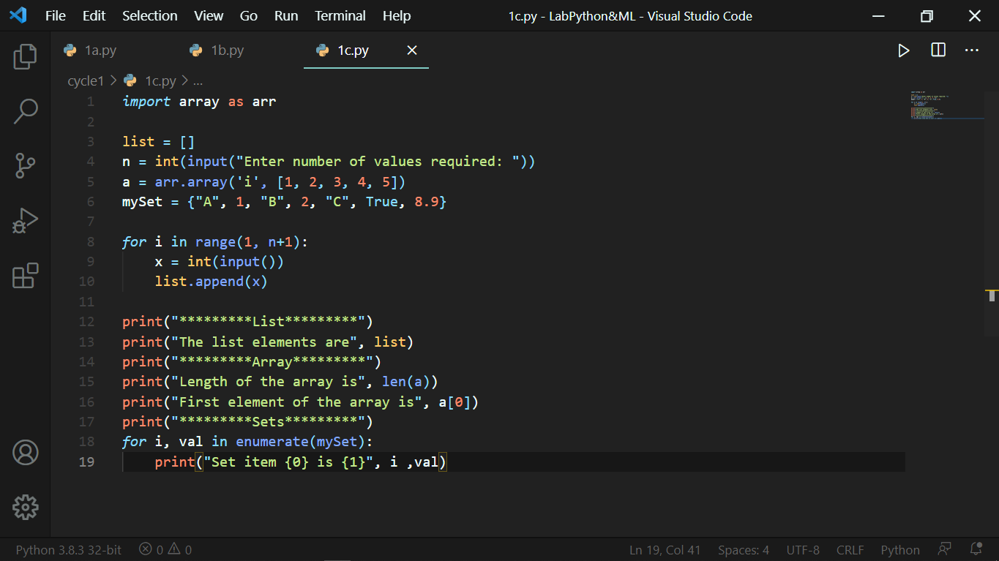 File Edit Selection View Go Run Terminal Help 1c.py - LabPython&ML - Visual Studio Code
1a.py 1b.py 1c.py
cycle1 > 1c.py > ...
1 import array as arr
2
3 list = []
4 n = int(input("Enter number of values required: "))
5 a = arr.array('i', [1, 2, 3, 4, 5])
6 mySet = {"A", 1, "B", 2, "C", True, 8.9}
7
8 for i in range(1, n+1):
9     x = int(input())
10     list.append(x)
11
12 print("*********List*********")
13 print("The list elements are", list)
14 print("*********Array*********")
15 print("Length of the array is", len(a))
16 print("First element of the array is", a[0])
17 print("*********Sets*********")
18 for i, val in enumerate(mySet):
19     print("Set item {0} is {1}", i ,val)
Python 3.8.3 32-bit 0 0 Ln 19, Col 41 Spaces: 4 UTF-8 CRLF Python